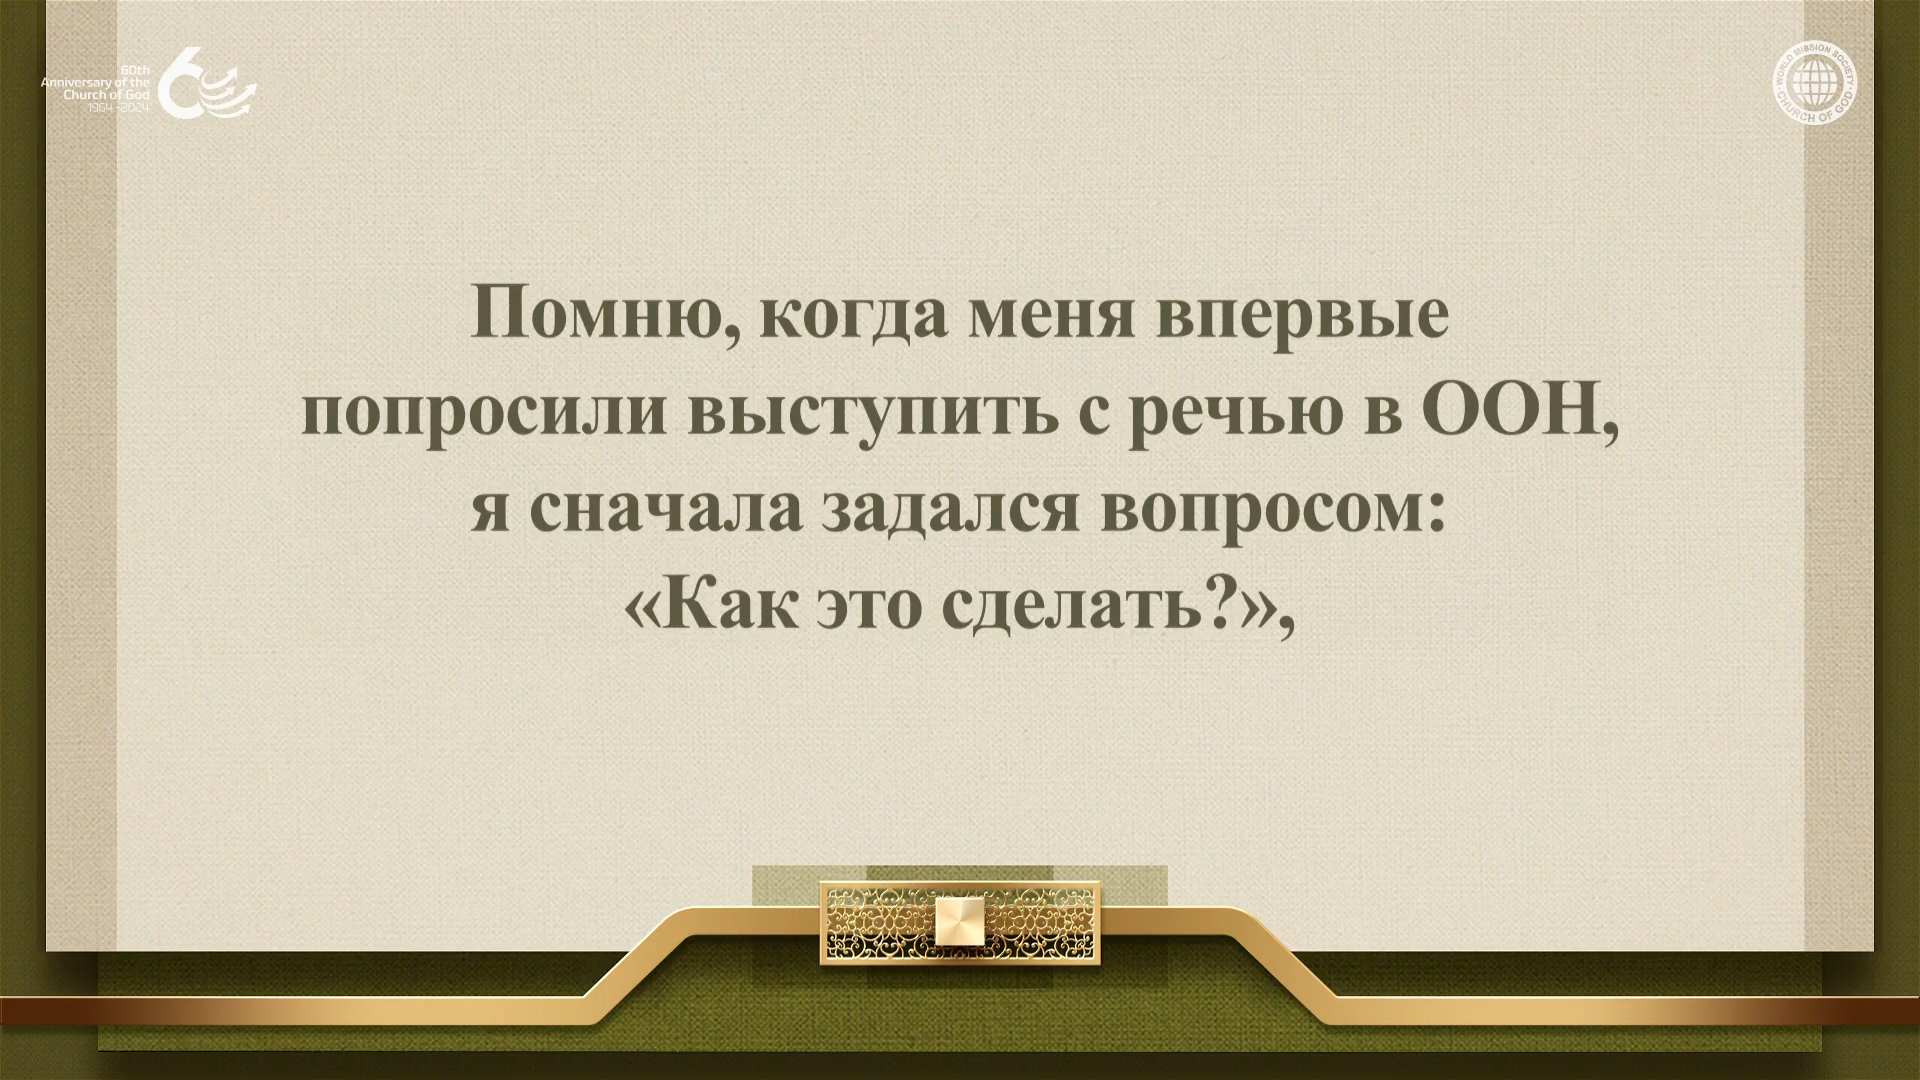 60th
Anniversary of the
Church of God
1964-2024
60
WORLD MISSION SOCIETY
CHURCH OF GOD
Помню, когда меня впервые
попросили выступить с речью в ООН,
я сначала задался вопросом:
«Как это сделать?»,